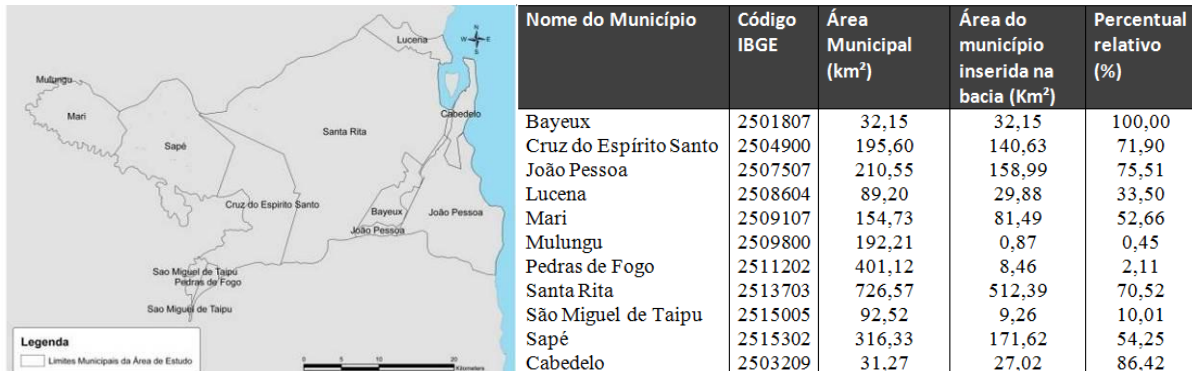 Lucena
N
W E
S
Mulungu
Mari
Cabedelo
Santa Rita
Sapé
Cruz do Espirito Santo
Bayeux
João Pessoa
João Pessoa
Sao Miguel de Taipu
Pedras de Fogo
Sao Miguel de Taipu
Legenda
Limites Municipais da Área de Estudo
0 5 10 20
Kilometers
Nome do Município Código IBGE Área Municipal (km²) Área do município inserida na bacia (Km²) Percentual relativo (%)
Bayeux 2501807 32,15 32,15 100,00
Cruz do Espírito Santo 2504900 195,60 140,63 71,90
João Pessoa 2507507 210,55 158,99 75,51
Lucena 2508604 89,20 29,88 33,50
Mari 2509107 154,73 81,49 52,66
Mulungu 2509800 192,21 0,87 0,45
Pedras de Fogo 2511202 401,12 8,46 2,11
Santa Rita 2513703 726,57 512,39 70,52
São Miguel de Taipu 2515005 92,52 9,26 10,01
Sapé 2515302 316,33 171,62 54,25
Cabedelo 2503209 31,27 27,02 86,42